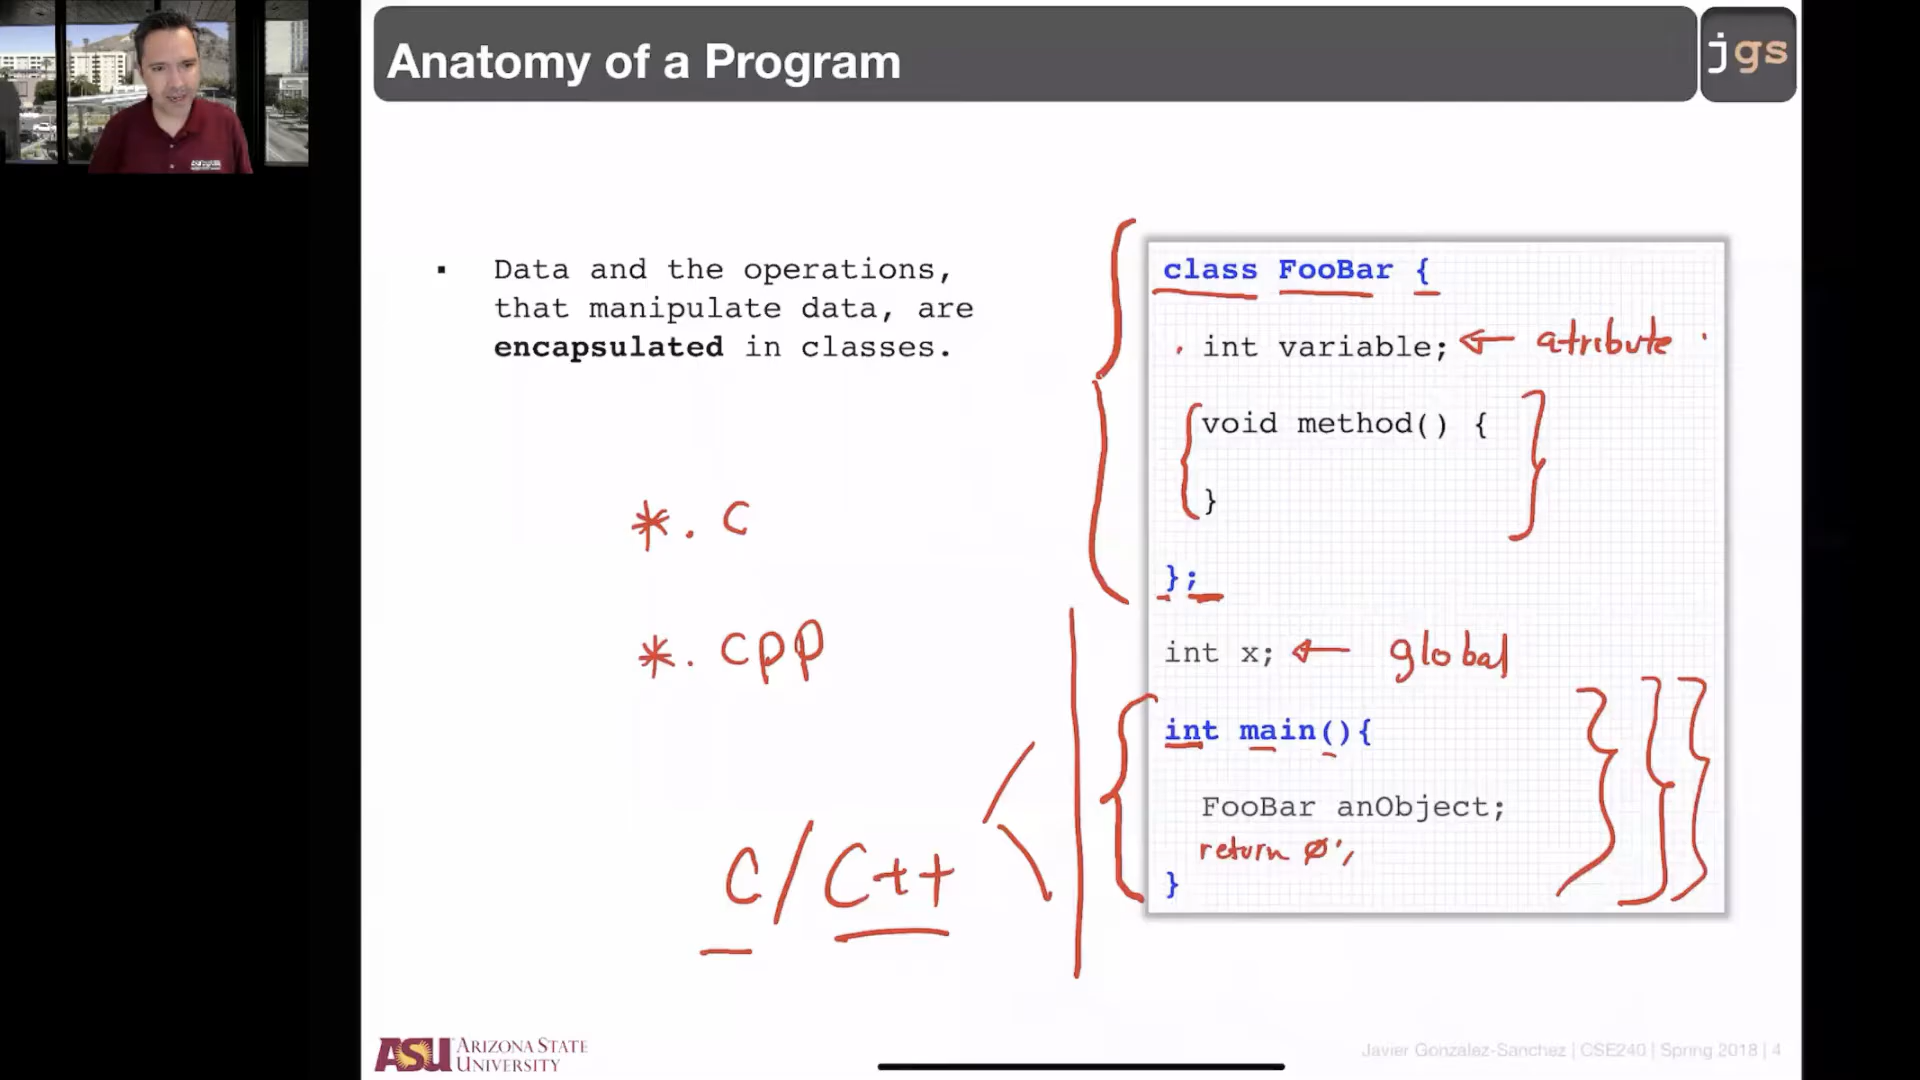 Anatomy of a Program
jgs
▪ Data and the operations,
that manipulate data, are
encapsulated in classes.
*. c
*. cpp
C/C++
class FooBar {
int variable; ← atribute
void method() {
}
};
int x; ← global
int main(){
FooBar anObject;
return 0;
}
ASU ARIZONA STATE
UNIVERSITY
Javier Gonzalez-Sanchez | CSE240 | Spring 2018 | 4